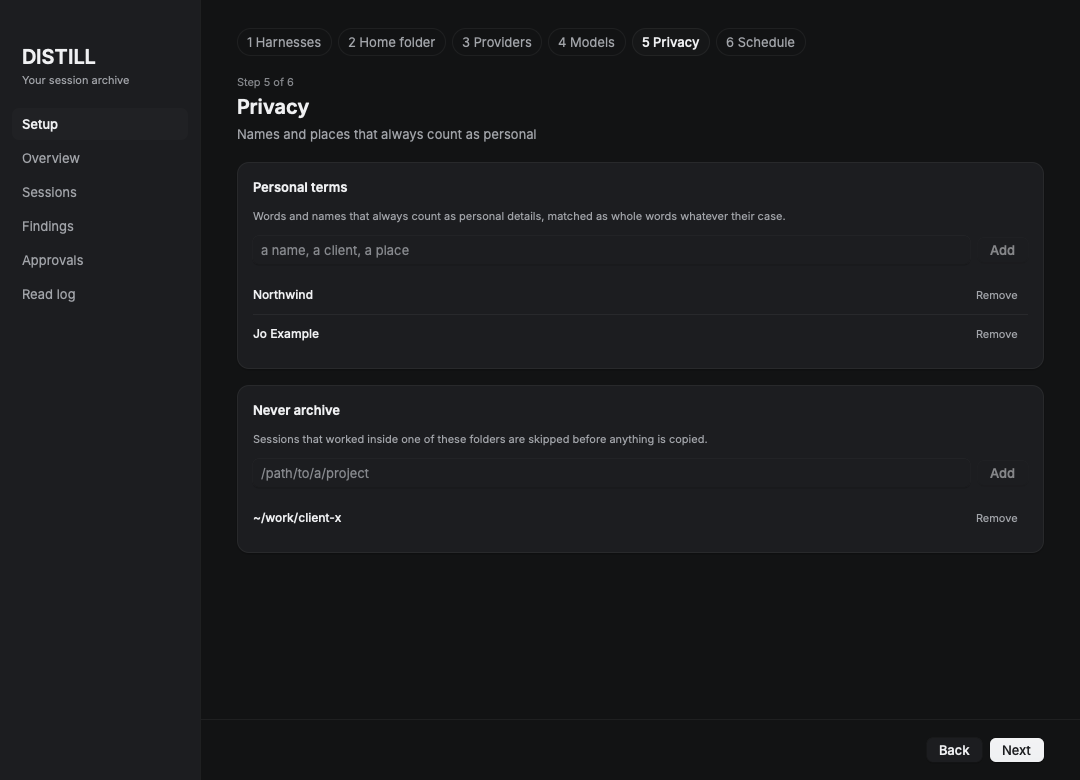 DISTILL
Your session archive
Setup
Overview
Sessions
Findings
Approvals
Read log
1 Harnesses
2 Home folder
3 Providers
4 Models
5 Privacy
6 Schedule
Step 5 of 6
Privacy
Names and places that always count as personal
Personal terms
Words and names that always count as personal details, matched as whole words whatever their case.
a name, a client, a place
Add
Northwind
Remove
Jo Example
Remove
Never archive
Sessions that worked inside one of these folders are skipped before anything is copied.
/path/to/a/project
Add
~/work/client-x
Remove
Back
Next